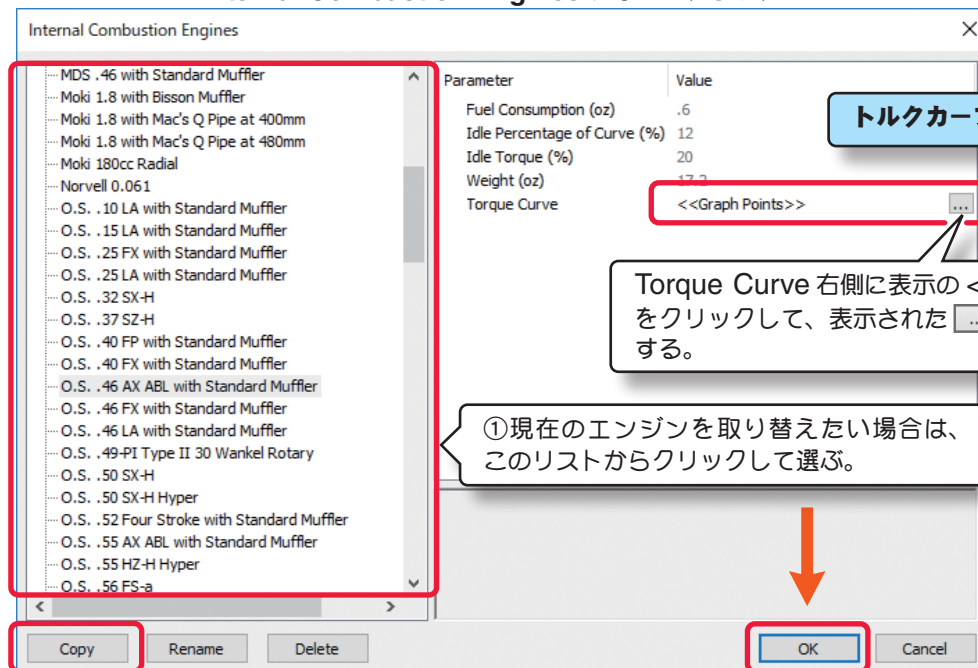 Internal Combustion Engines
MDS .46 with Standard Muffler
Moki 1.8 with Bisson Muffler
Moki 1.8 with Mac's Q Pipe at 400mm
Moki 1.8 with Mac's Q Pipe at 480mm
Moki 180cc Radial
Norvell 0.061
O.S. .10 LA with Standard Muffler
O.S. .15 LA with Standard Muffler
O.S. .25 FX with Standard Muffler
O.S. .25 LA with Standard Muffler
O.S. .32 SX-H
O.S. .37 SZ-H
O.S. .40 FP with Standard Muffler
O.S. .40 FX with Standard Muffler
O.S. .46 AX ABL with Standard Muffler
O.S. .46 FX with Standard Muffler
O.S. .46 LA with Standard Muffler
O.S. .49-PI Type II 30 Wankel Rotary
O.S. .50 SX-H
O.S. .50 SX-H Hyper
O.S. .52 Four Stroke with Standard Muffler
O.S. .55 AX ABL with Standard Muffler
O.S. .55 HZ-H Hyper
O.S. .56 FS-a
Parameter Value
Fuel Consumption (oz) .6
Idle Percentage of Curve (%) 12
Idle Torque (%) 20
Weight (oz) 17.2
Torque Curve <<Graph Points>> ...
トルクカーブ
Torque Curve 右側に表示の <
をクリックして、表示された ...
する。
①現在のエンジンを取り替えたい場合は、
このリストからクリックして選ぶ。
Copy Rename Delete OK Cancel